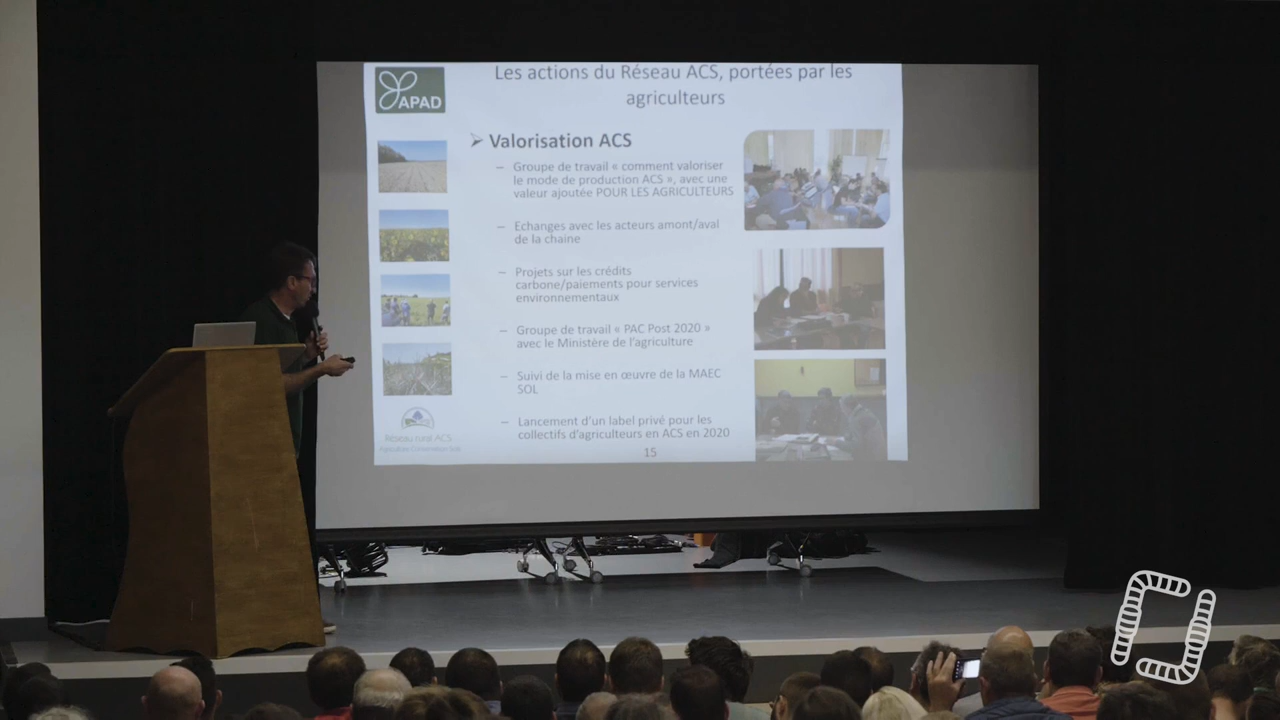 Les actions du Réseau ACS, portées par les
agriculteurs
APAD
➢ Valorisation ACS
– Groupe de travail « comment valoriser
le mode de production ACS », avec une
valeur ajoutée POUR LES AGRICULTEURS
– Echanges avec les acteurs amont/aval
de la chaine
– Projets sur les crédits
carbone/paiements pour services
environnementaux
– Groupe de travail « PAC Post 2020 »
avec le Ministère de l'agriculture
– Suivi de la mise en œuvre de la MAEC
SOL
– Lancement d'un label privé pour les
collectifs d'agriculteurs en ACS en 2020
Réseau rural ACS
15